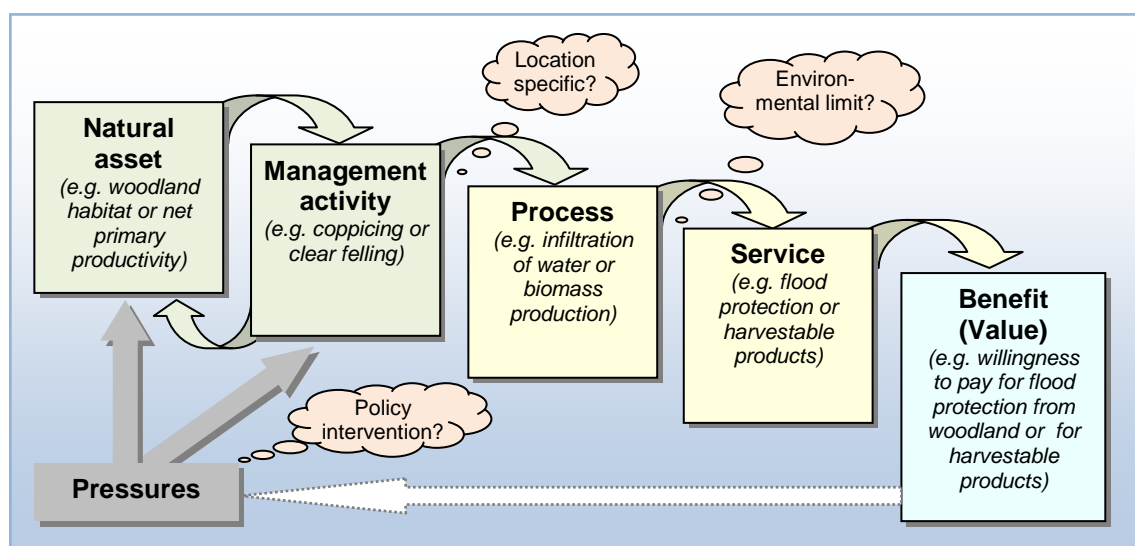 Location
specific?
Environ-
mental limit?
Natural
asset
(e.g. woodland
habitat or net
primary
productivity)
Management
activity
(e.g. coppicing or
clear felling)
Process
(e.g. infiltration
of water or
biomass
production)
Service
(e.g. flood
protection or
harvestable
products)
Benefit
(Value)
(e.g. willingness
to pay for flood
protection from
woodland or for
harvestable
products)
Policy
intervention?
Pressures